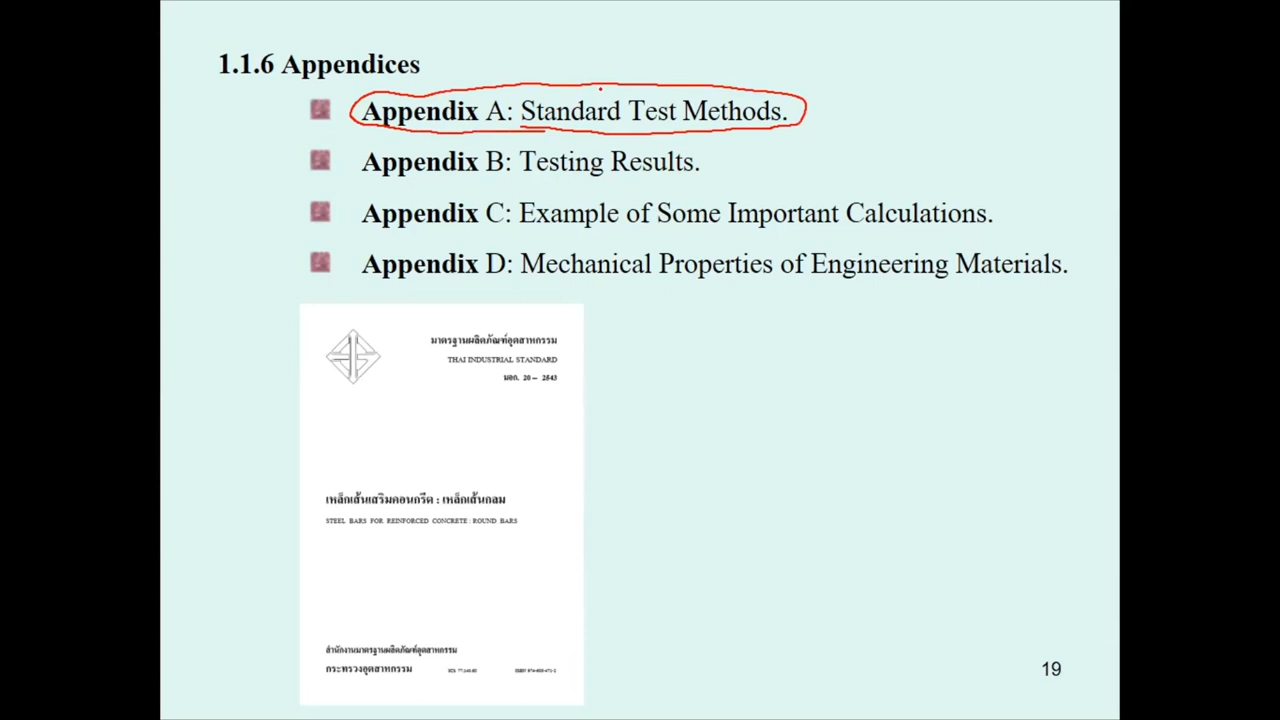 1.1.6 Appendices
Appendix A: Standard Test Methods.
Appendix B: Testing Results.
Appendix C: Example of Some Important Calculations.
Appendix D: Mechanical Properties of Engineering Materials.
มาตรฐานผลิตภัณฑ์อุตสาหกรรม
THAI INDUSTRIAL STANDARD
มอก. 20 – 2543
เหล็กเส้นเสริมคอนกรีต : เหล็กเส้นกลม
STEEL BARS FOR REINFORCED CONCRETE : ROUND BARS
สำนักงานมาตรฐานผลิตภัณฑ์อุตสาหกรรม
กระทรวงอุตสาหกรรม
19